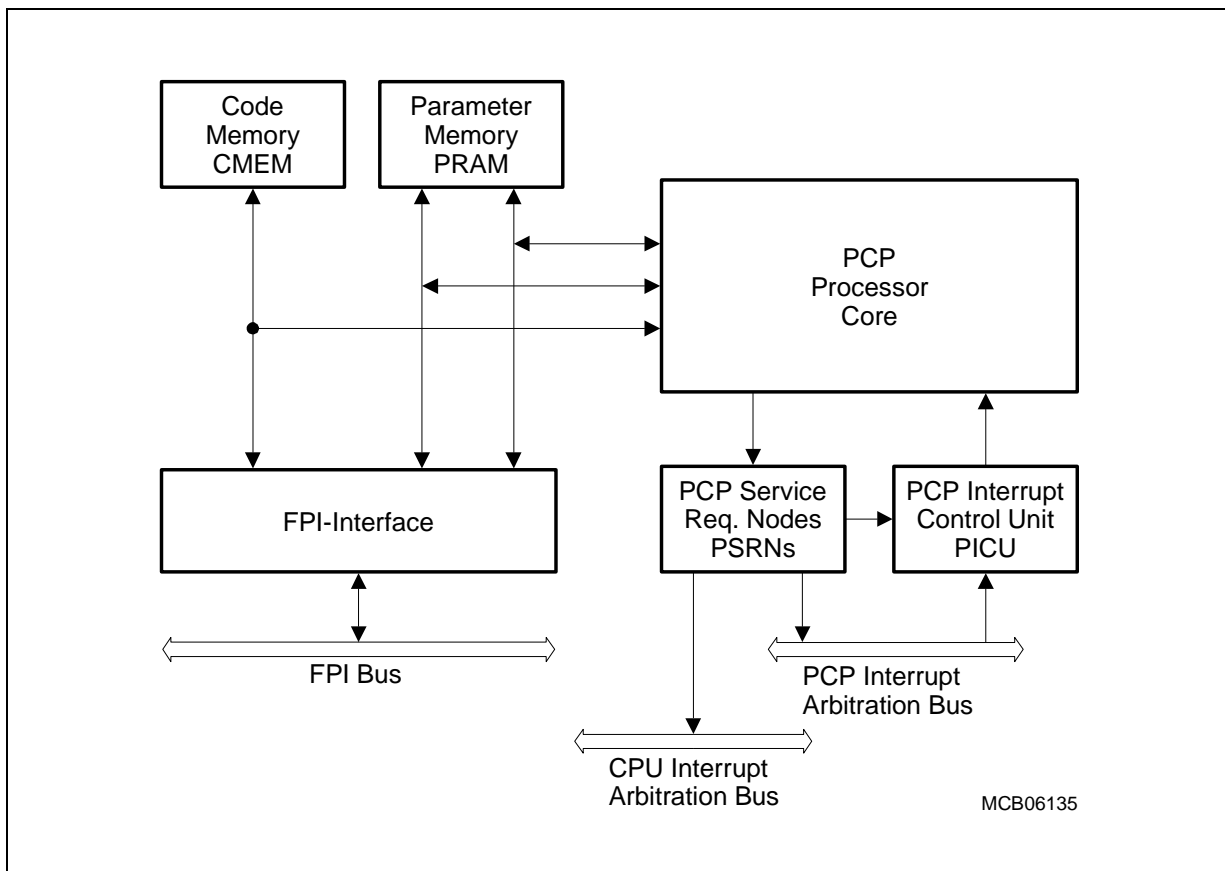 Code
Memory
CMEM
Parameter
Memory
PRAM
PCP
Processor
Core
FPI-Interface
PCP Service
Req. Nodes
PSRNs
PCP Interrupt
Control Unit
PICU
FPI Bus
PCP Interrupt
Arbitration Bus
CPU Interrupt
Arbitration Bus
MCB06135